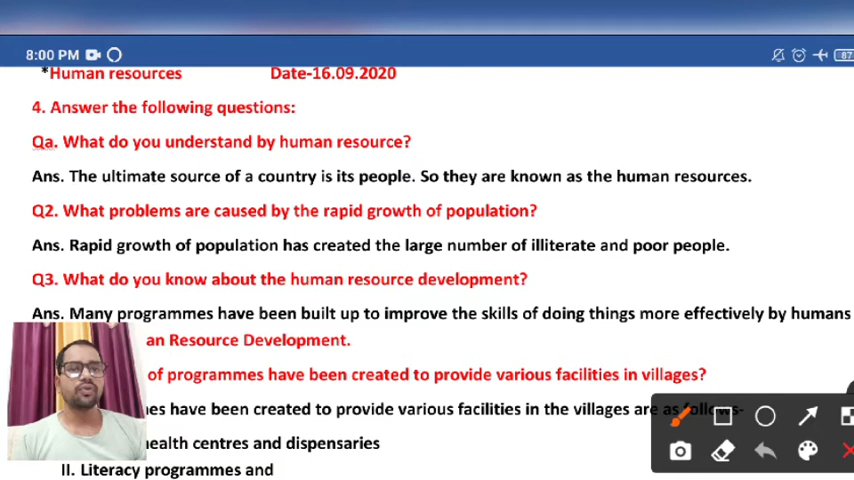 8:00 PM 87
*Human resources Date-16.09.2020
4. Answer the following questions:
Qa. What do you understand by human resource?
Ans. The ultimate source of a country is its people. So they are known as the human resources.
Q2. What problems are caused by the rapid growth of population?
Ans. Rapid growth of population has created the large number of illiterate and poor people.
Q3. What do you know about the human resource development?
Ans. Many programmes have been built up to improve the skills of doing things more effectively by humans
an Resource Development.
of programmes have been created to provide various facilities in villages?
es have been created to provide various facilities in the villages are as follows-
health centres and dispensaries
II. Literacy programmes and